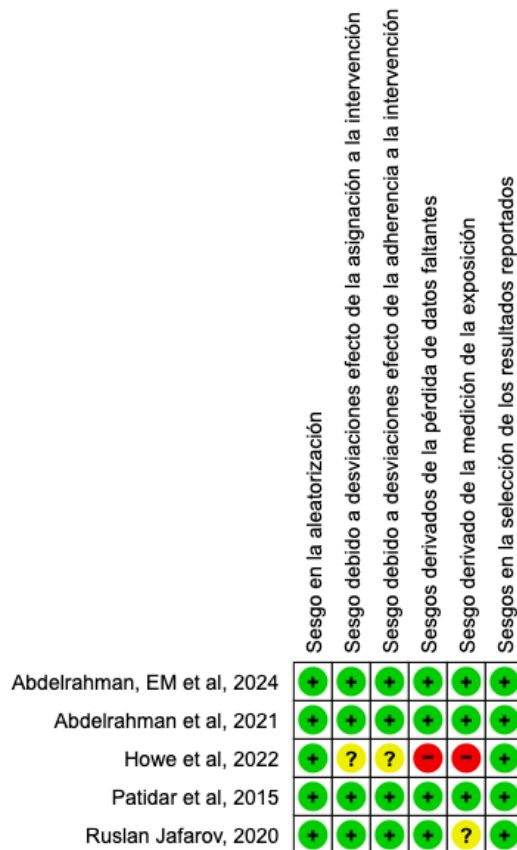 Sesgo en la aleatorización
Sesgo debido a desviaciones efecto de la asignación a la intervención
Sesgo debido a desviaciones efecto de la adherencia a la intervención
Sesgos derivados de la pérdida de datos faltantes
Sesgo derivado de la medición de la exposición
Sesgos en la selección de los resultados reportados
Abdelrahman, EM et al, 2024 + + + + + +
Abdelrahman et al, 2021 + + + + + +
Howe et al, 2022 + ? ? − − +
Patidar et al, 2015 + + + + + +
Ruslan Jafarov, 2020 + + + + ? +